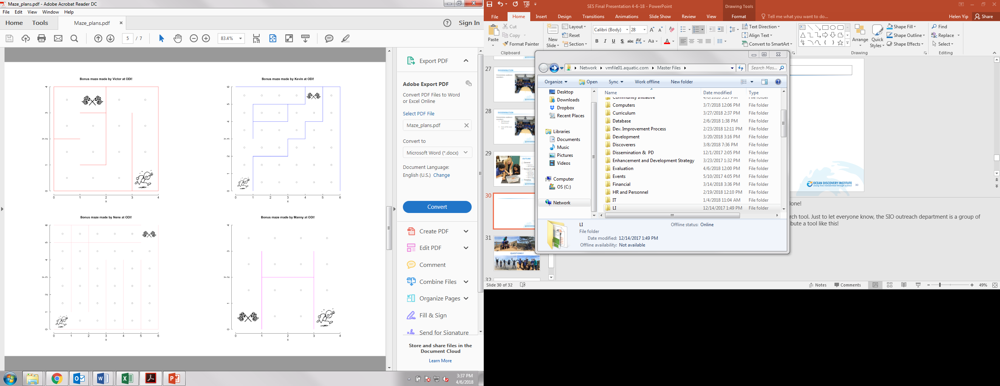 Maze_plans.pdf - Adobe Acrobat Reader DC
File Edit View Window Help
Home Tools Maze_plans.pdf × Sign In
5 / 7 83.4%
Bonus maze made by Victor at ODI!
0 1 2 3 4
y
0 1 2 3 4
x
Bonus maze made by Kevin at ODI!
0 1 2 3 4 5 6
y
0 1 2 3 4 5 6
x
Bonus maze made by Nene at ODI!
0 1 2 3 4 5 6
y
0 1 2 3 4 5 6
x
Bonus maze made by Manny at ODI!
0 1 2 3 4
y
0 1 2 3 4
x
Export PDF
Adobe Export PDF
Convert PDF Files to Word
or Excel Online
Select PDF File
Maze_plans.pdf
Convert to
Microsoft Word (*.docx)
Document Language:
English (U.S.) Change
Convert
Create PDF
Edit PDF
Comment
Combine Files
Organize Pages
Fill & Sign
Send for Signature
Store and share files in the
Document Cloud
Learn More
3:37 PM
4/6/2018
SES Final Presentation 4-6-18 - PowerPoint
Drawing Tools
File Home Insert Design Transitions Animations Slide Show Review View Format Tell me what you want to do... Helen Yip Share
Paste
Cut
Copy
Format Painter
Clipboard
New
Slide
Layout
Reset
Section
Calibri (Body) 28
B I U S abc AV Aa A
Text Direction
Align Text
Convert to SmartArt
Arrange
Quick
Styles
Shape Fill
Shape Outline
Shape Effects
Drawing
Find
Replace
Select
Editing
27
DISSEMINATION
28
DISSEMINATION
29
OUTLINE
30
31
QUESTIONS?
32
Network vmfile01.aquatic.com Master Files
Search Mas...
Organize Open Sync Work offline New folder
Desktop
Downloads
Dropbox
Recent Places
Libraries
Documents
Music
Pictures
Videos
Computer
OS (C:)
Network
Name Date modified Type
Community Initiative 4/6/2018 3:27 PM File folder
Computers 3/7/2018 12:06 PM File folder
Curriculum 3/27/2018 2:37 PM File folder
Database 2/6/2018 1:38 PM File folder
Dev. Improvement Process 2/23/2018 12:11 PM File folder
Development 3/20/2018 3:16 PM File folder
Discoverers 3/8/2018 7:36 PM File folder
Dissemination & PD 12/1/2017 2:05 PM File folder
Enhancement and Development Strategy 3/23/2017 1:32 PM File folder
Evaluation 4/6/2018 12:00 PM File folder
Events 5/10/2017 4:05 PM File folder
Financial 3/14/2018 3:36 PM File folder
HR and Personnel 2/19/2018 12:10 PM File folder
IT 1/4/2018 11:04 AM File folder
LI 12/14/2017 1:49 PM File folder
LI
File folder
Date modified: 12/14/2017 1:49 PM
Offline availability: Not available
Offline status: Online
OCEAN DISCOVERY INSTITUTE
young lives transformed through science
30
one!
rch tool. Just to let everyone know, the SIO outreach department is a group of
bute a tool like this!
Slide 30 of 32 Notes Comments 49%